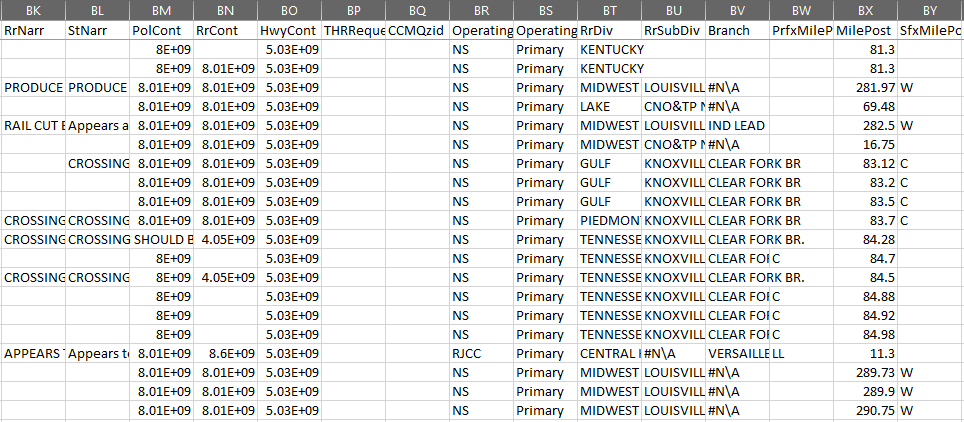 BK BL BM BN BO BP BQ BR BS BT BU BV BW BX BY
RrNarr StNarr PolCont RrCont HwyCont THRReque CCMQzid Operating Operating RrDiv RrSubDiv Branch PrfxMileP MilePost SfxMilePo
8E+09 5.03E+09 NS Primary KENTUCKY 81.3
8E+09 8.01E+09 5.03E+09 NS Primary KENTUCKY 81.3
PRODUCE PRODUCE 8.01E+09 8.01E+09 5.03E+09 NS Primary MIDWEST LOUISVILL #N\A 281.97 W
8.01E+09 8.01E+09 5.03E+09 NS Primary LAKE CNO&TP N #N\A 69.48
RAIL CUT E Appears a 8.01E+09 8.01E+09 5.03E+09 NS Primary MIDWEST LOUISVILL IND LEAD 282.5 W
8.01E+09 8.01E+09 5.03E+09 NS Primary MIDWEST CNO&TP N #N\A 16.75
CROSSING 8.01E+09 8.01E+09 5.03E+09 NS Primary GULF KNOXVILL CLEAR FORK BR 83.12 C
8.01E+09 8.01E+09 5.03E+09 NS Primary GULF KNOXVILL CLEAR FORK BR 83.2 C
8.01E+09 8.01E+09 5.03E+09 NS Primary GULF KNOXVILL CLEAR FORK BR 83.5 C
CROSSING CROSSING 8.01E+09 8.01E+09 5.03E+09 NS Primary PIEDMONT KNOXVILL CLEAR FORK BR 83.7 C
CROSSING CROSSING SHOULD B 4.05E+09 5.03E+09 NS Primary TENNESSE KNOXVILL CLEAR FORK BR. 84.28
8E+09 5.03E+09 NS Primary TENNESSE KNOXVILL CLEAR FOF C 84.7
CROSSING CROSSING 8E+09 4.05E+09 5.03E+09 NS Primary TENNESSE KNOXVILL CLEAR FORK BR. 84.5
8E+09 5.03E+09 NS Primary TENNESSE KNOXVILL CLEAR FOF C 84.88
8E+09 5.03E+09 NS Primary TENNESSE KNOXVILL CLEAR FOF C 84.92
8E+09 5.03E+09 NS Primary TENNESSE KNOXVILL CLEAR FOF C 84.98
APPEARS Appears to 8.01E+09 8.6E+09 5.03E+09 RJCC Primary CENTRAL #N\A VERSAILLE LL 11.3
8.01E+09 8.01E+09 5.03E+09 NS Primary MIDWEST LOUISVILL #N\A 289.73 W
8.01E+09 8.01E+09 5.03E+09 NS Primary MIDWEST LOUISVILL #N\A 289.9 W
8.01E+09 8.01E+09 5.03E+09 NS Primary MIDWEST LOUISVILL #N\A 290.75 W